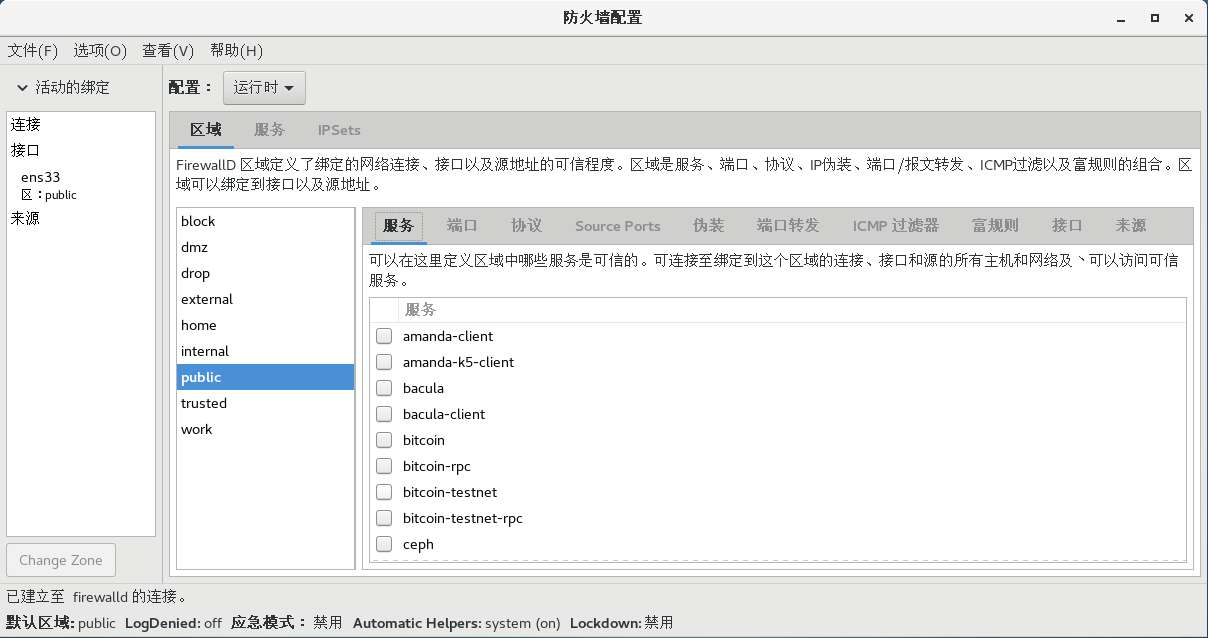 防火墙配置
文件(F) 选项(O) 查看(V) 帮助(H)
活动的绑定
配置： 运行时
连接
接口
ens33
区：public
来源
Change Zone
区域 服务 IPSets
FirewallD 区域定义了绑定的网络连接、接口以及源地址的可信程度。区域是服务、端口、协议、IP伪装、端口/报文转发、ICMP过滤以及富规则的组合。区
域可以绑定到接口以及源地址。
block
dmz
drop
external
home
internal
public
trusted
work
服务 端口 协议 Source Ports 伪装 端口转发 ICMP 过滤器 富规则 接口 来源
可以在这里定义区域中哪些服务是可信的。可连接至绑定到这个区域的连接、接口和源的所有主机和网络及丶可以访问可信
服务。
服务
amanda-client
amanda-k5-client
bacula
bacula-client
bitcoin
bitcoin-rpc
bitcoin-testnet
bitcoin-testnet-rpc
ceph
已建立至 firewalld 的连接。
默认区域: public LogDenied: off 应急模式： 禁用 Automatic Helpers: system (on) Lockdown: 禁用